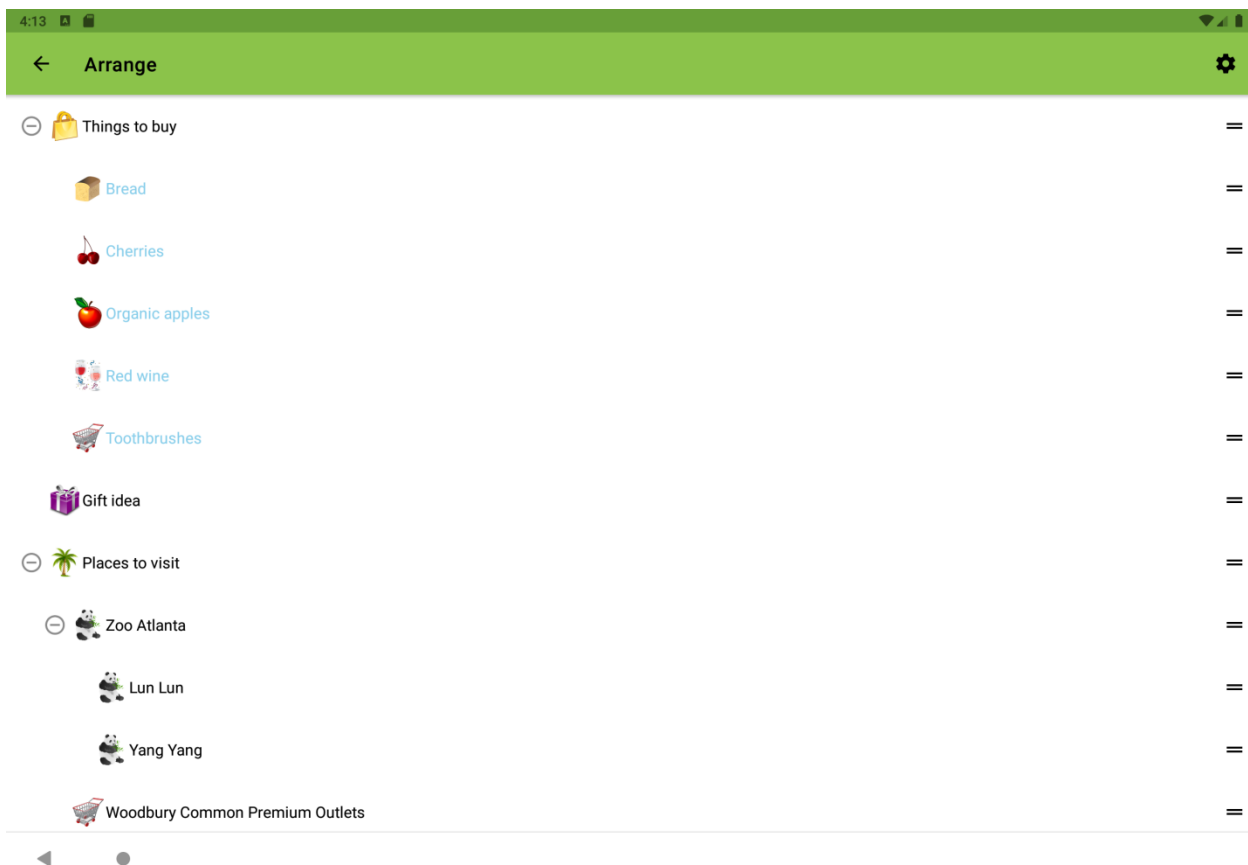 4:13
Arrange
Things to buy
Bread
Cherries
Organic apples
Red wine
Toothbrushes
Gift idea
Places to visit
Zoo Atlanta
Lun Lun
Yang Yang
Woodbury Common Premium Outlets